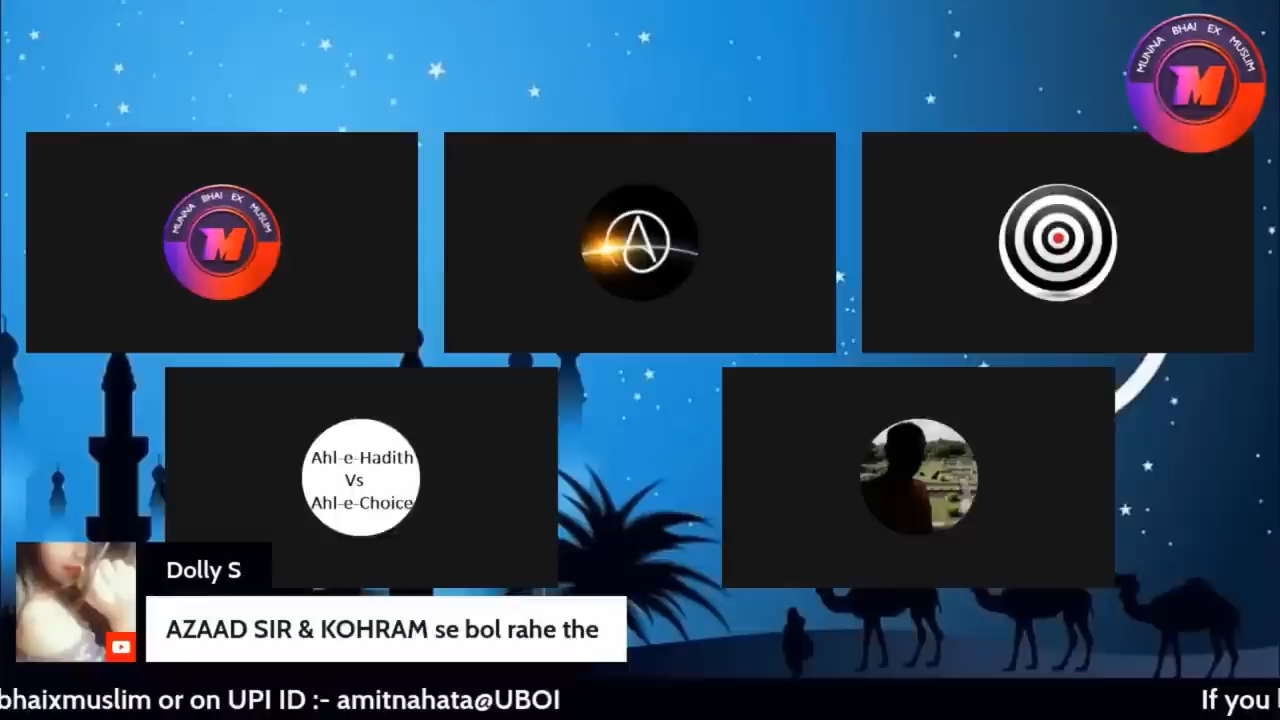 MUNNA BHAI EX MUSLIM
M
MUNNA BHAI EX MUSLIM
M
Ahl-e-Hadith
Vs
Ahl-e-Choice
Dolly S
AZAAD SIR & KOHRAM se bol rahe the
bhaixmuslim or on UPI ID :- amitnahata@UBOI
If you